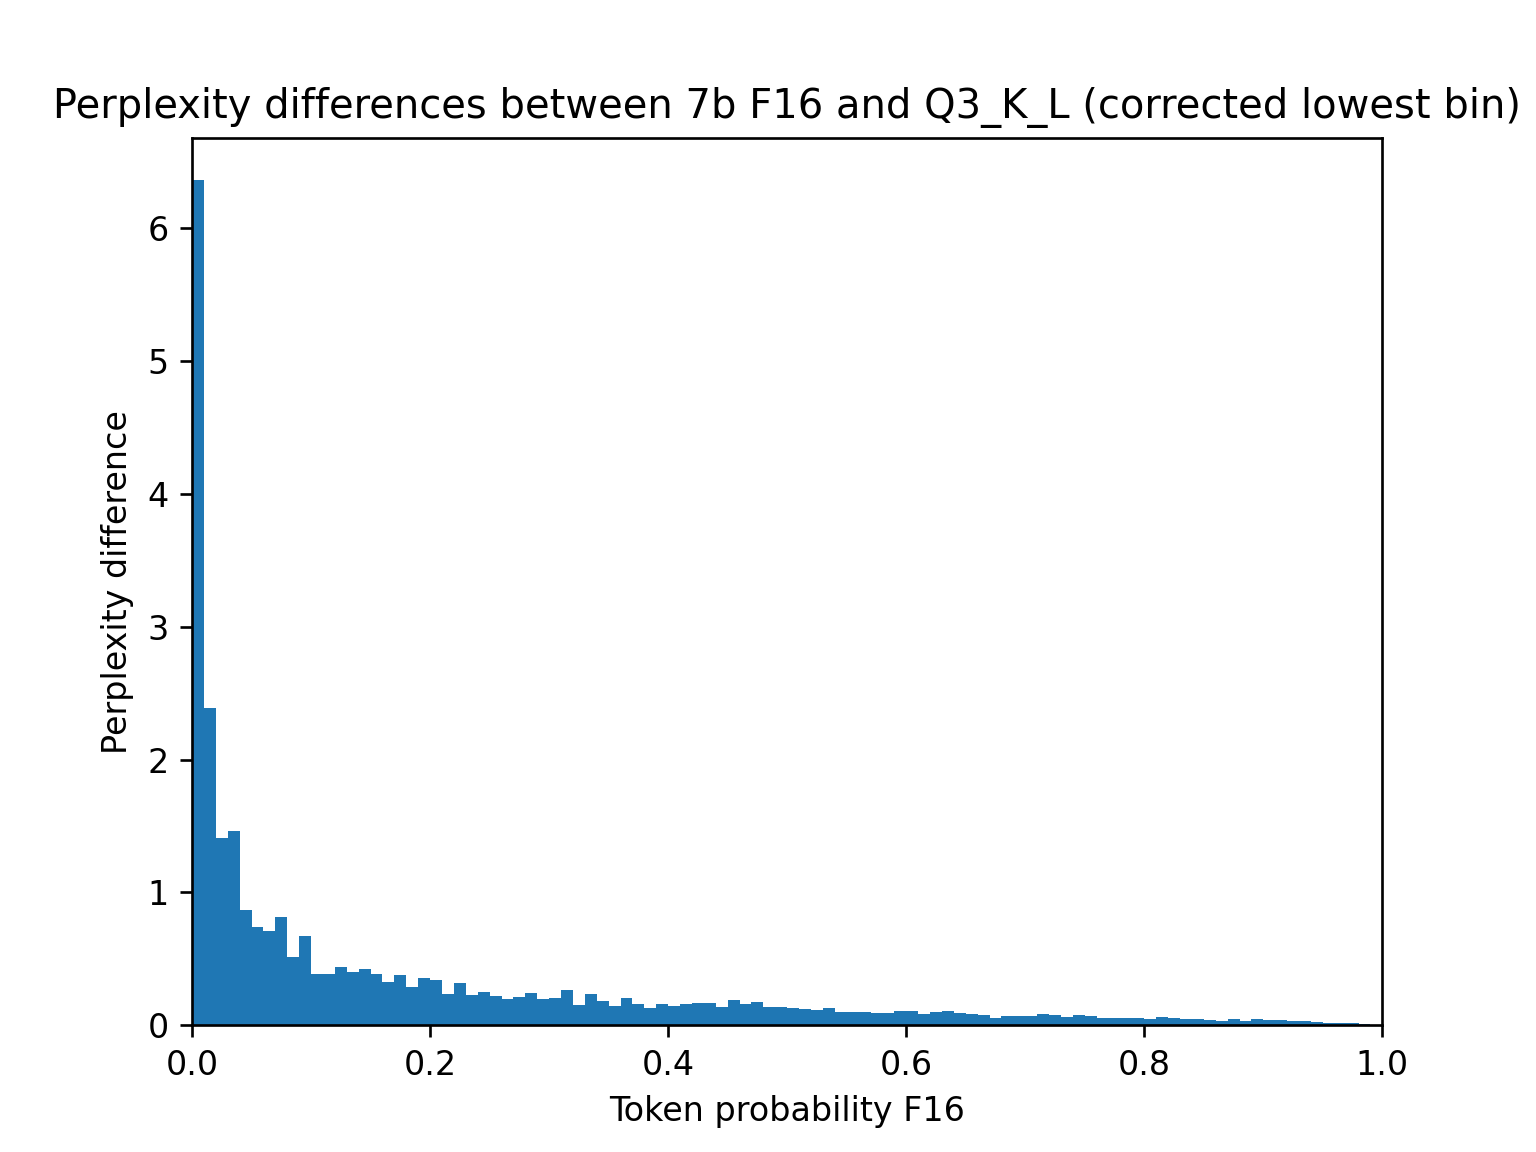 Perplexity differences between 7b F16 and Q3_K_L (corrected lowest bin)
Perplexity difference
6
5
4
3
2
1
0
0.0 0.2 0.4 0.6 0.8 1.0
Token probability F16